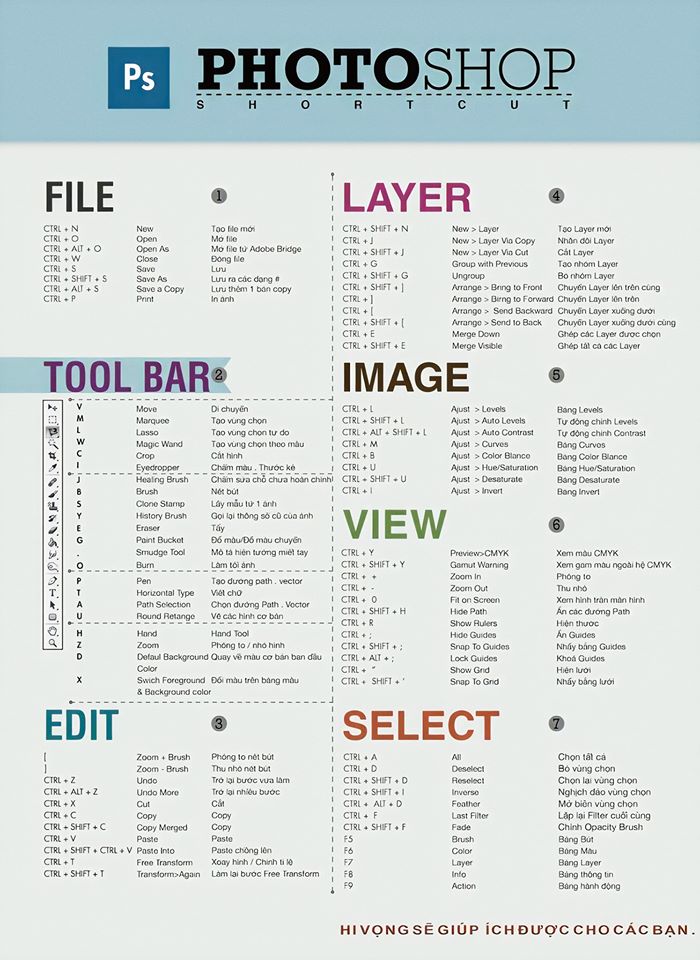 Ps
PHOTOSHOP
SHORTCUT
FILE 1
CTRL + N New Tạo file mới
CTRL + O Open Mở file
CTRL + ALT + O Open As Mở file từ Adobe Bridge
CTRL + W Close Đóng file
CTRL + S Save Lưu
CTRL + SHIFT + S Save As Lưu ra các dạng #
CTRL + ALT + S Save a Copy Lưu thêm 1 bản copy
CTRL + P Print In ảnh
TOOL BAR 2
V Move Di chuyển
M Marquee Tạo vùng chọn
L Lasso Tạo vùng chọn tự do
W Magic Wand Tạo vùng chọn theo màu
C Crop Cắt hình
I Eyedropper Chấm màu . Thước kẻ
J Healing Brush Chấm sửa chỗ chưa hoàn chỉnh
B Brush Nét bút
S Clone Stamp Lấy mẫu từ 1 ảnh
Y History Brush Gọi lại thông số cũ của ảnh
E Eraser Tẩy
G Paint Bucket Đổ màu/Đổ màu chuyển
. Smudge Tool Mô tả hiện tượng miết tay
O Burn Làm tối ảnh
P Pen Tạo đường path . vector
T Horizontal Type Viết chữ
A Path Selection Chọn đường Path . Vector
U Round Retange Vẽ các hình cơ bản
H Hand Hand Tool
Z Zoom Phóng to / nhỏ hình
D Defaul Background Quay về màu cơ bản ban đầu
Color
X Swich Foreground Đổi màu trên bảng màu
& Background color
EDIT 3
[ Zoom + Brush Phóng to nét bút
] Zoom - Brush Thu nhỏ nét bút
CTRL + Z Undo Trở lại bước vừa làm
CTRL + ALT + Z Undo More Trở lại nhiều bước
CTRL + X Cut Cắt
CTRL + C Copy Copy
CTRL + SHIFT + C Copy Merged Copy
CTRL + V Paste Paste
CTRL + SHIFT + CTRL + V Paste Into Paste chồng lên
CTRL + T Free Transform Xoay hình / Chỉnh tỉ lệ
CTRL + SHIFT + T Transform>Again Làm lại bước Free Transform
LAYER 4
CTRL + SHIFT + N New > Layer Tạo Layer mới
CTRL + J New > Layer Via Copy Nhân đôi Layer
CTRL + SHIFT + J New > Layer Via Cut Cắt Layer
CTRL + G Group with Previous Tạo nhóm Layer
CTRL + SHIFT + G Ungroup Bỏ nhóm Layer
CTRL + SHIFT + ] Arrange > Brìng to Front Chuyển Layer lên trên cùng
CTRL + ] Arrange > Birng to Forward Chuyển Layer lên trên
CTRL + [ Arrange > Send Backward Chuyển Layer xuống dưới
CTRL + SHIFT + [ Arrange > Send to Back Chuyển Layer xuống dưới cùng
CTRL + E Merge Down Ghép các Layer được chọn
CTRL + SHIFT + E Merge Visible Ghép tất cả các Layer
IMAGE 5
CTRL + L Ajust > Levels Bảng Levels
CTRL + SHIFT + L Ajust > Auto Levels Tự động chỉnh Levels
CTRL + ALT + SHIFT + L Ajust > Auto Contrast Tự động chỉnh Contrast
CTRL + M Ajust > Curves Bảng Curves
CTRL + B Ajust > Color Blance Bảng Color Blance
CTRL + U Ajust > Hue/Saturation Bảng Hue/Saturation
CTRL + SHIFT + U Ajust > Desaturate Bảng Desaturate
CTRL + I Ajust > Invert Bảng Invert
VIEW 6
CTRL + Y Preview>CMYK Xem màu CMYK
CTRL + SHIFT + Y Gamut Warning Xem gam màu ngoài hệ CMYK
CTRL + + Zoom In Phóng to
CTRL + - Zoom Out Thu nhỏ
CTRL + 0 Fit on Screen Xem hình tràn màn hình
CTRL + SHIFT + H Hide Path Ẩn các đường Path
CTRL + R Show Rulers Hiện thước
CTRL + ; Hide Guides Ẩn Guides
CTRL + SHIFT + ; Snap To Guides Nhảy bằng Guides
CTRL + ALT + ; Lock Guides Khoá Guides
CTRL + “ Show Grid Hiện lưới
CTRL + SHIFT + ‘ Snap To Grid Nhảy bằng lưới
SELECT 7
CTRL + A All Chọn tất cả
CTRL + D Deselect Bỏ vùng chọn
CTRL + SHIFT + D Reselect Chọn lại vùng chọn
CTRL + SHIFT + I Inverse Nghịch đảo vùng chọn
CTRL + ALT + D Feather Mở biên vùng chọn
CTRL + F Last Filter Lặp lại Filter cuối cùng
CTRL + SHIFT + F Fade Chỉnh Opacity Brush
F5 Brush Bảng Bút
F6 Color Bảng Màu
F7 Layer Bảng Layer
F8 Info Bảng thông tin
F9 Action Bảng hành động
HI VỌNG SẼ GIÚP ÍCH ĐƯỢC CHO CÁC BẠN .